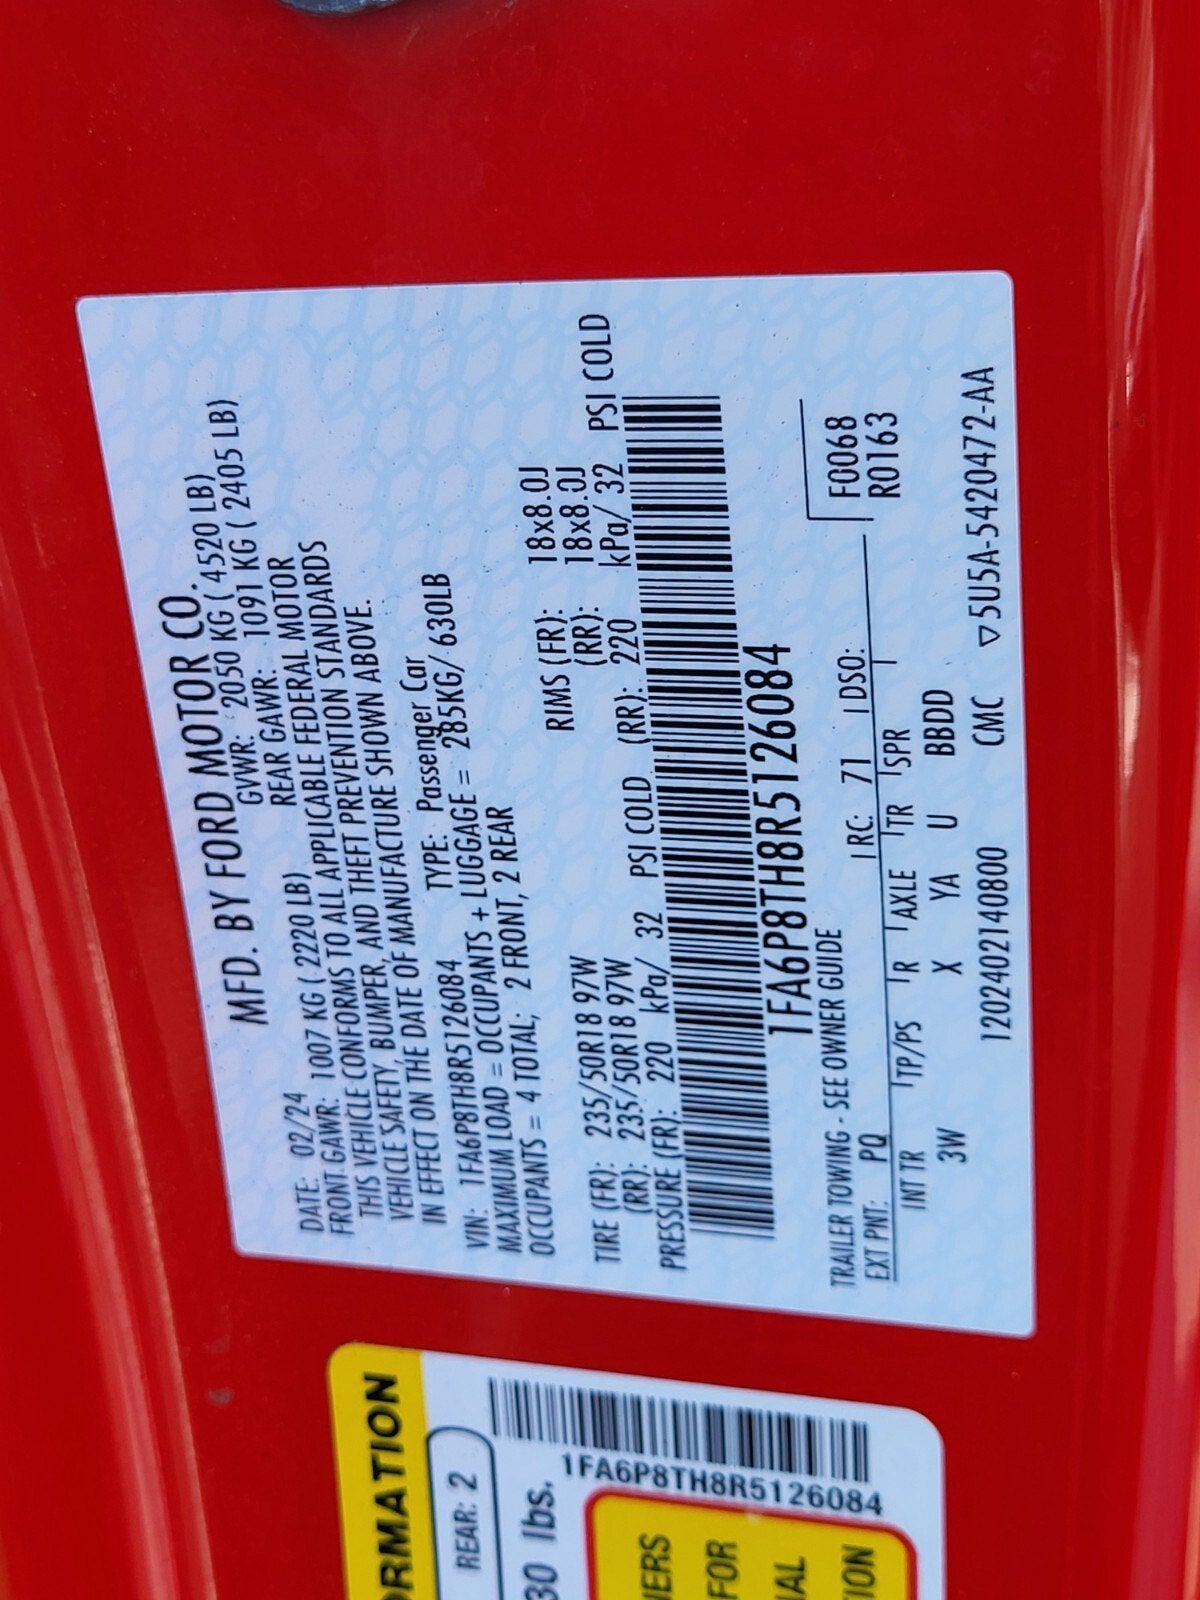 MFD. BY FORD MOTOR CO.
DATE: 02/24 GVWR: 2050 KG ( 4520 LB)
FRONT GAWR: 1007 KG ( 2220 LB) REAR GAWR: 1091 KG ( 2405 LB)
THIS VEHICLE CONFORMS TO ALL APPLICABLE FEDERAL MOTOR
VEHICLE SAFETY, BUMPER, AND THEFT PREVENTION STANDARDS
IN EFFECT ON THE DATE OF MANUFACTURE SHOWN ABOVE.
VIN: 1FA6P8TH8R5126084 TYPE: Passenger Car
MAXIMUM LOAD = OCCUPANTS + LUGGAGE = 285KG/ 630LB
OCCUPANTS = 4 TOTAL; 2 FRONT, 2 REAR
TIRE (FR): 235/50R18 97W RIMS (FR): 18x8.0J
(RR): 235/50R18 97W (RR): 18x8.0J
PRESSURE (FR): 220 kPa/ 32 PSI COLD (RR): 220 kPa/ 32 PSI COLD
1FA6P8TH8R5126084
TRAILER TOWING - SEE OWNER GUIDE
EXT PNT: PQ RC: 71 DSO: F0068
R0163
INT TR TP/PS R AXLE TR SPR
3W X YA U BBDD
1202402140800 CMC ▽5U5A-5420472-AA
ORMATION
REAR: 2
30 lbs.
1FA6P8TH8R5126084
NERS
FOR
AL
TION